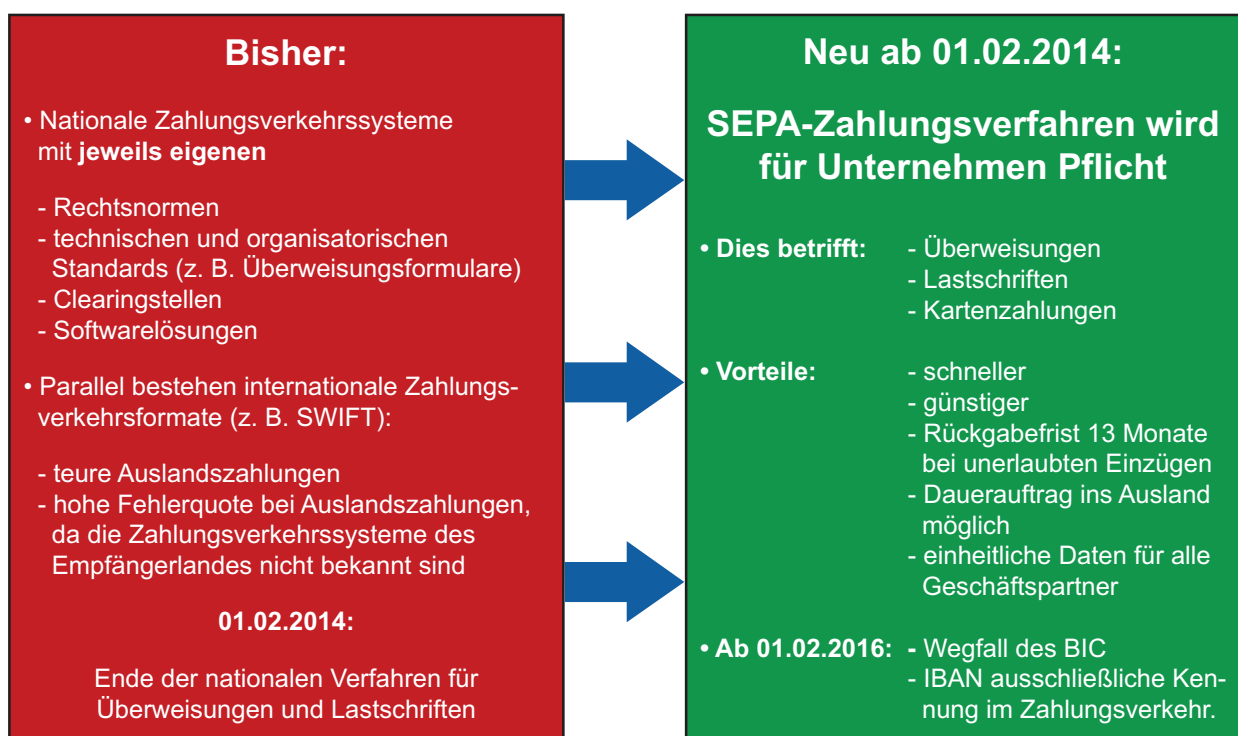 Bisher:
• Nationale Zahlungsverkehrssysteme
mit jeweils eigenen
- Rechtsnormen
- technischen und organisatorischen
Standards (z. B. Überweisungsformulare)
- Clearingstellen
- Softwarelösungen
• Parallel bestehen internationale Zahlungs-
verkehrsformate (z. B. SWIFT):
- teure Auslandszahlungen
- hohe Fehlerquote bei Auslandszahlungen,
da die Zahlungsverkehrssysteme des
Empfängerlandes nicht bekannt sind
01.02.2014:
Ende der nationalen Verfahren für
Überweisungen und Lastschriften
Neu ab 01.02.2014:
SEPA-Zahlungsverfahren wird
für Unternehmen Pflicht
• Dies betrifft: - Überweisungen
- Lastschriften
- Kartenzahlungen
• Vorteile: - schneller
- günstiger
- Rückgabefrist 13 Monate
bei unerlaubten Einzügen
- Dauerauftrag ins Ausland
möglich
- einheitliche Daten für alle
Geschäftspartner
• Ab 01.02.2016: - Wegfall des BIC
- IBAN ausschließliche Ken-
nung im Zahlungsverkehr.